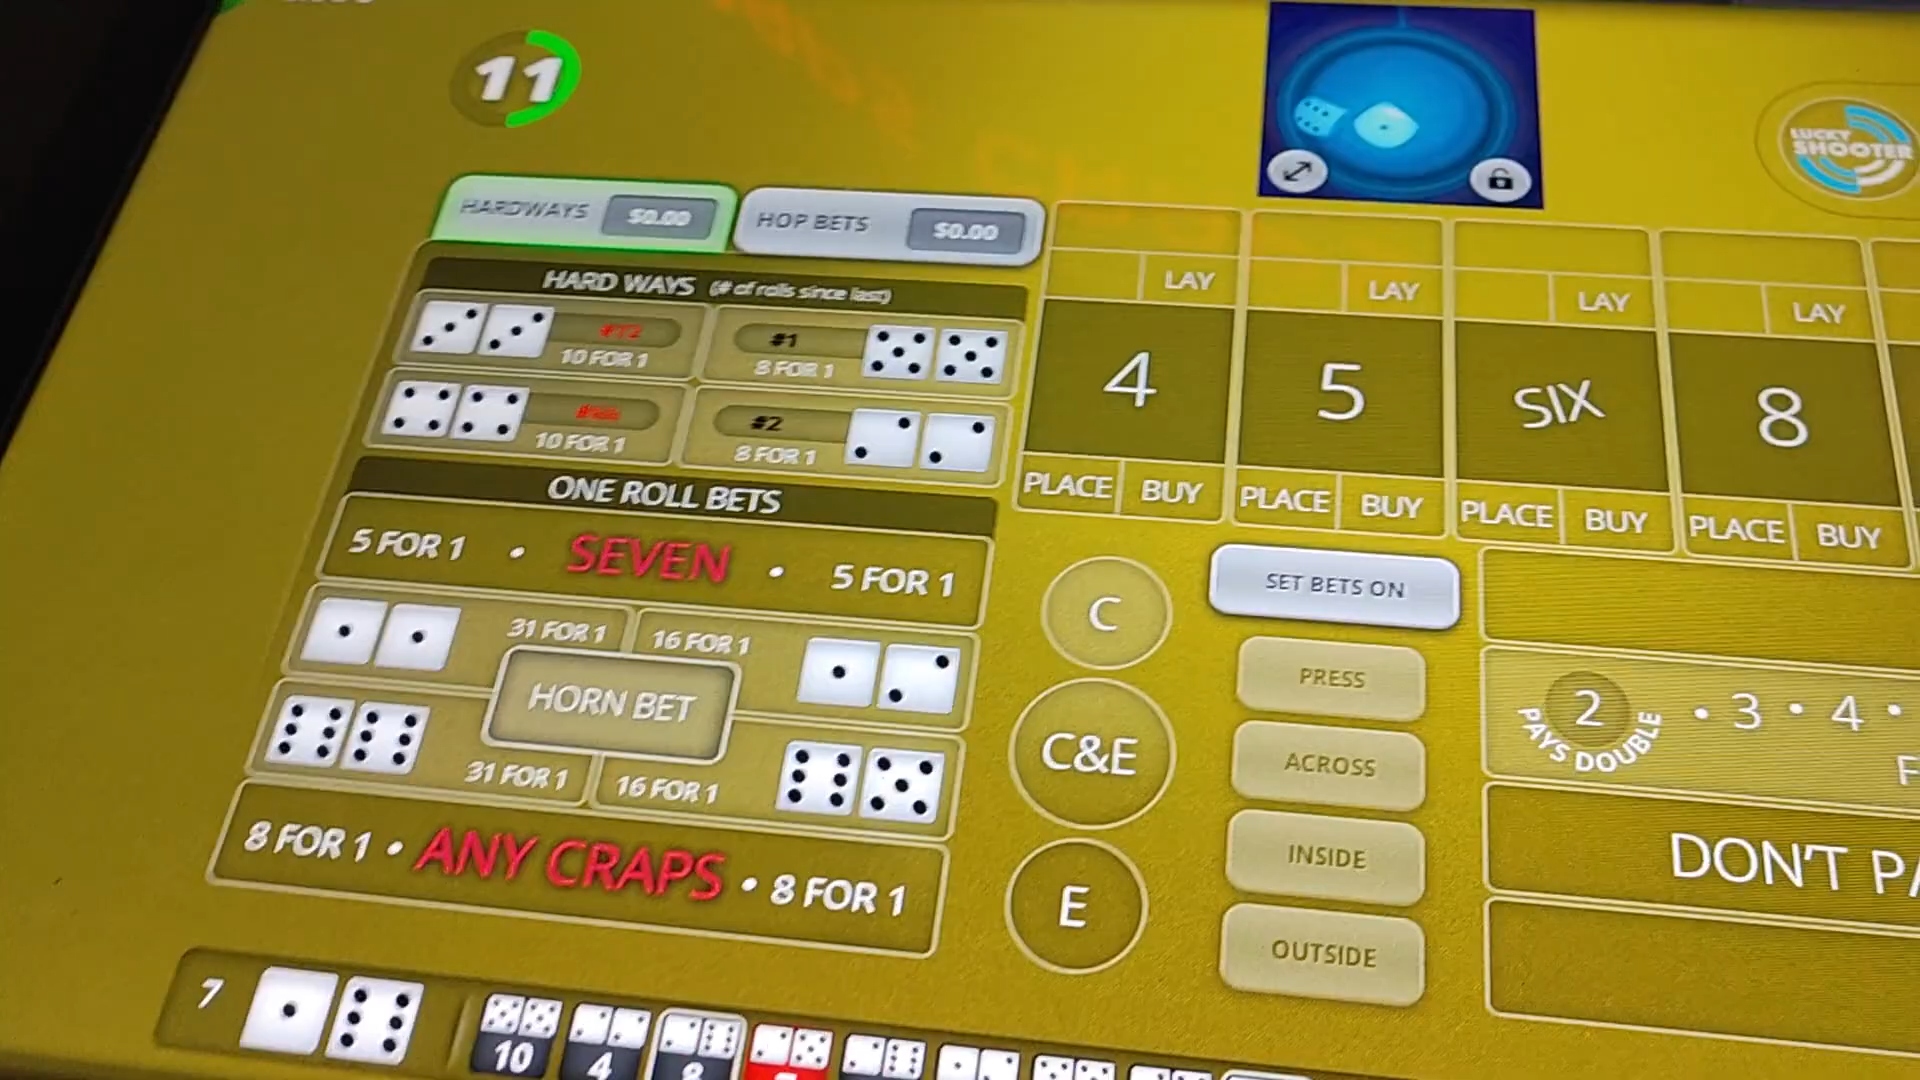 11
LUCKY
SHOOTER
HARDWAYS $0.00
HOP BETS $0.00
HARD WAYS (# of rolls since last)
10 FOR 1
#1
8 FOR 1
10 FOR 1
#2
8 FOR 1
LAY LAY LAY LAY
4 5 SIX 8
PLACE BUY PLACE BUY PLACE BUY PLACE BUY
ONE ROLL BETS
5 FOR 1 • SEVEN • 5 FOR 1
31 FOR 1 16 FOR 1
HORN BET
31 FOR 1 16 FOR 1
8 FOR 1 • ANY CRAPS • 8 FOR 1
C
C&E
E
SET BETS ON
PRESS
ACROSS
INSIDE
OUTSIDE
2 • 3 • 4 •
PAYS DOUBLE
DON'T PA
7
10 4 8